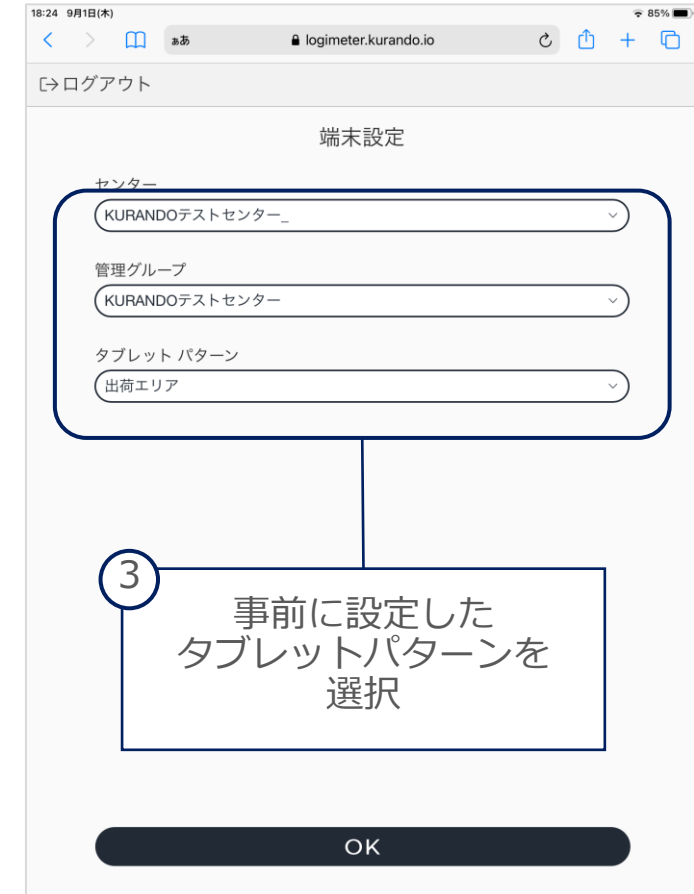 18:24 9月1日(木)
85%
ぁあ
logimeter.kurando.io
ログアウト
端末設定
センター
KURANDOテストセンター_
管理グループ
KURANDOテストセンター
タブレット パターン
出荷エリア
3
事前に設定した
タブレットパターンを
選択
OK